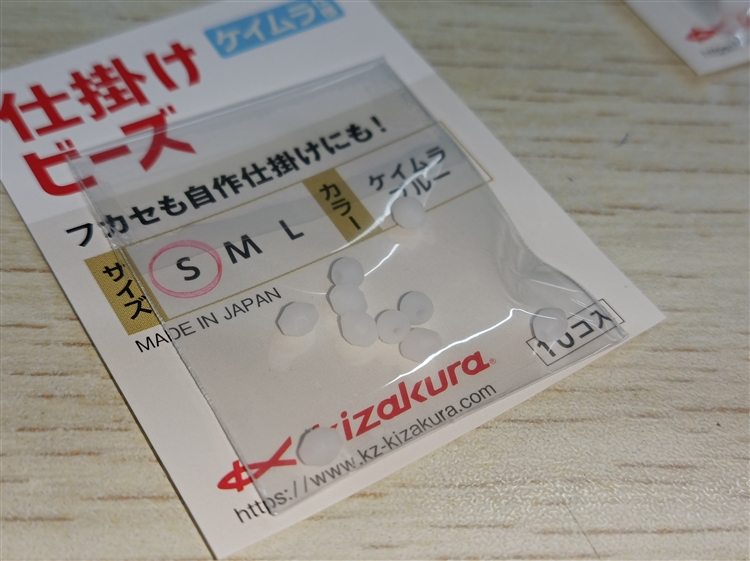 ケイムラ
仕掛け
ビーズ
フカセも自作仕掛けにも!
サイズ
S M L
カラー
ケイムラ
ブルー
MADE IN JAPAN
10コ入
kizakura®
https://www.kz-kizakura.com